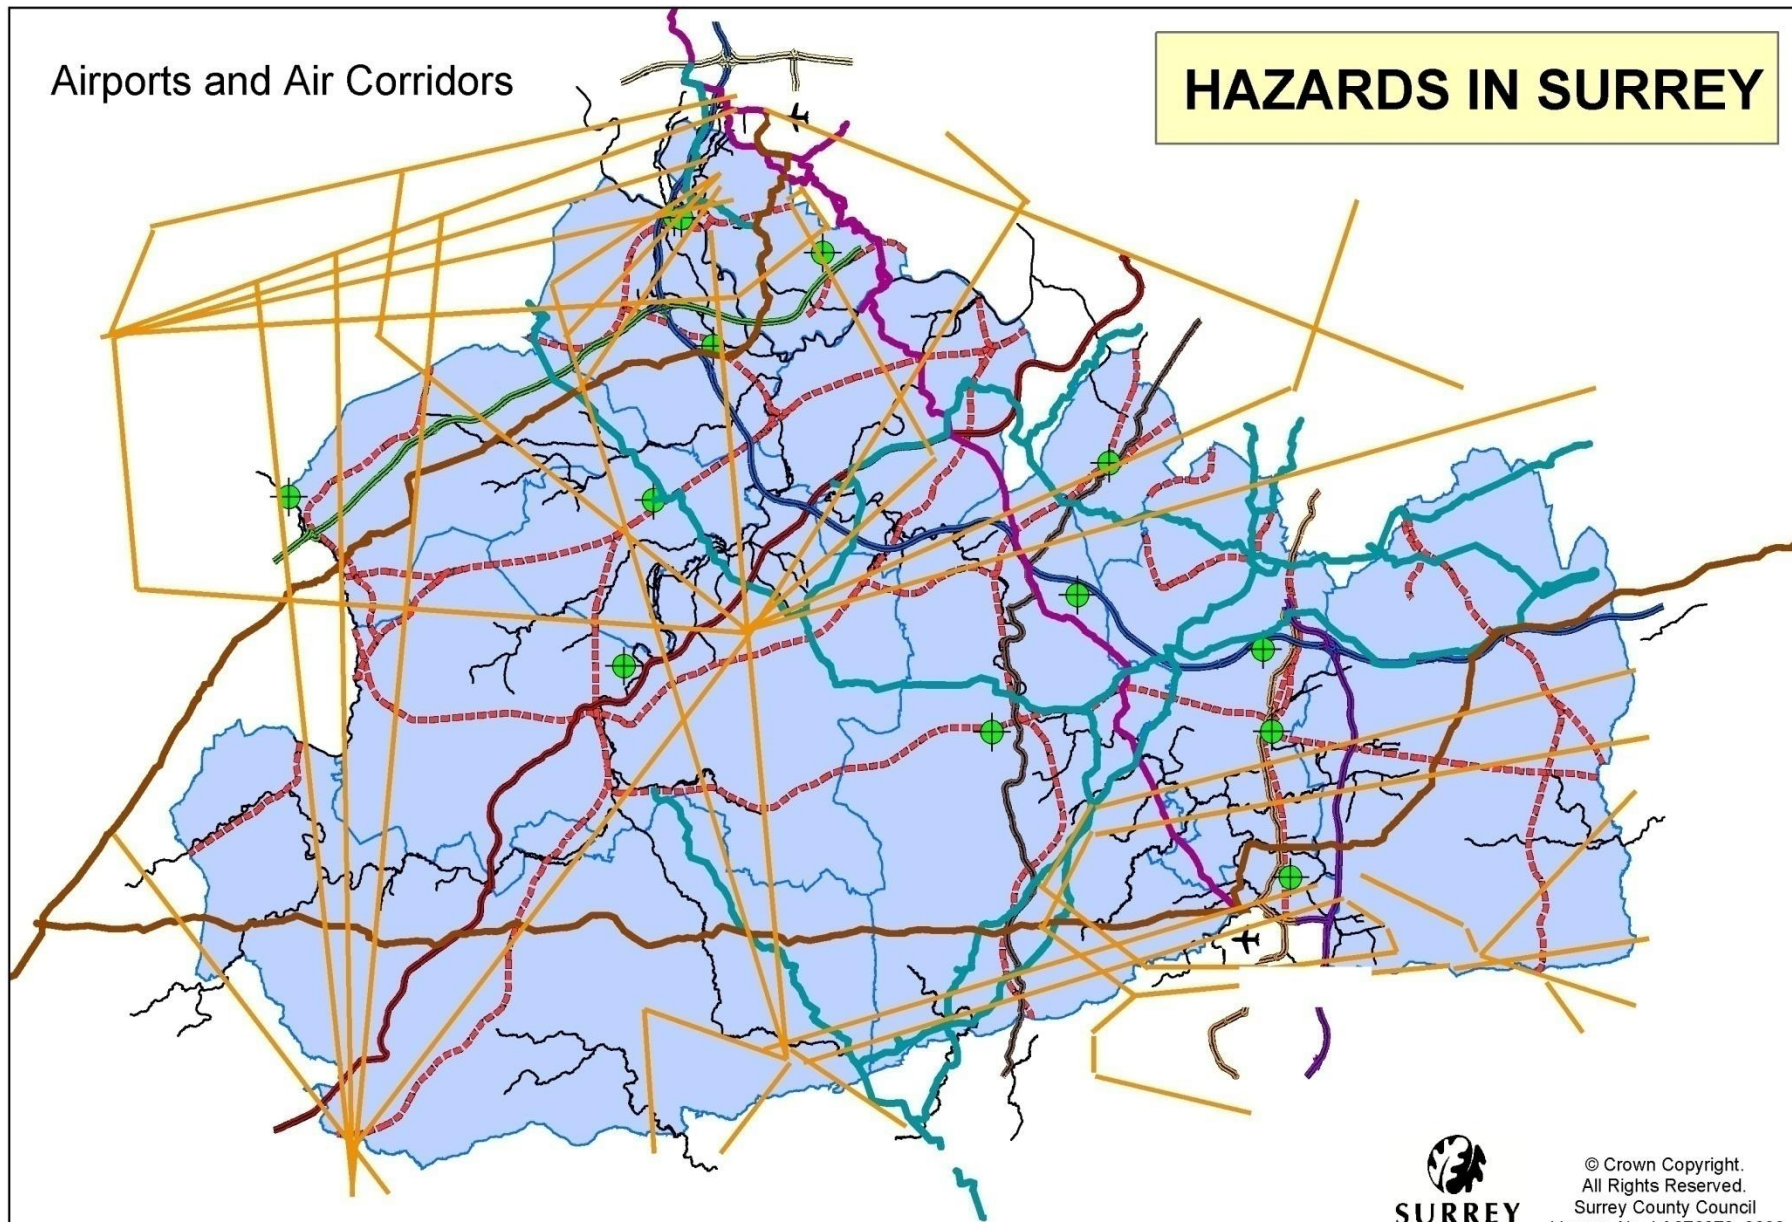 Airports and Air Corridors
HAZARDS IN SURREY
SURREY
© Crown Copyright.
All Rights Reserved.
Surrey County Council